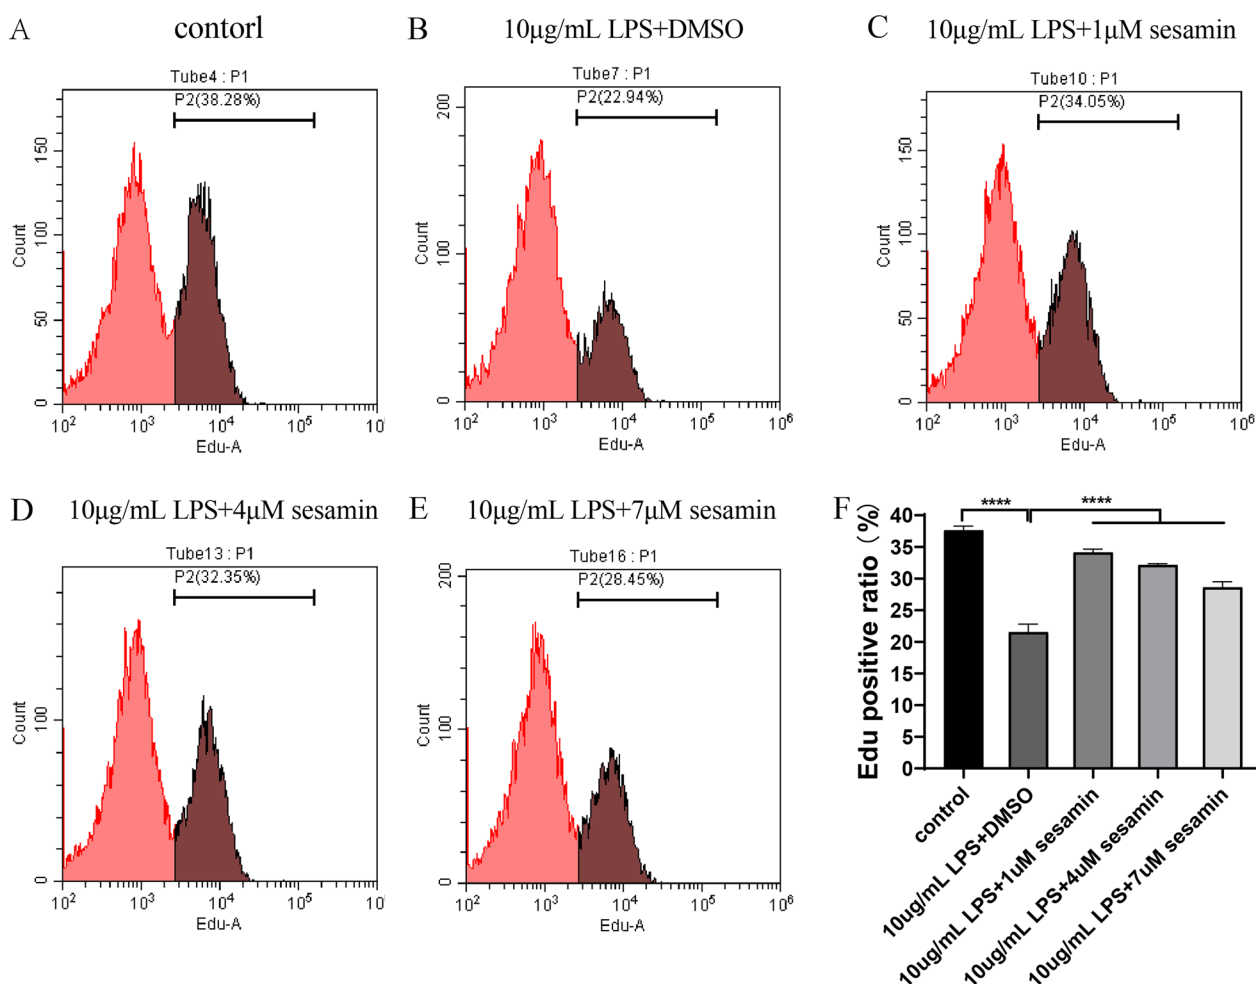 A
contorl
Tube4 : P1
P2(38.28%)
Count
150
100
50
0
10²
10³
10⁴
10⁵
10
Edu-A
B
10μg/mL LPS+DMSO
Tube7 : P1
P2(22.94%)
Count
200
100
0
10²
10³
10⁴
10⁵
10⁶
Edu-A
C
10μg/mL LPS+1μM sesamin
Tube10 : P1
P2(34.05%)
Count
150
100
50
0
10²
10³
10⁴
10⁵
10⁶
Edu-A
D
10μg/mL LPS+4μM sesamin
Tube13 : P1
P2(32.35%)
Count
100
0
10²
10³
10⁴
10⁵
10
Edu-A
E
10μg/mL LPS+7μM sesamin
Tube16 : P1
P2(28.45%)
Count
200
100
0
10²
10³
10⁴
10⁵
10⁶
Edu-A
F
Edu positive ratio (%)
40
35
30
25
20
15
10
5
0
****
****
control
10ug/mL LPS+DMSO
10ug/mL LPS+1uM sesamin
10ug/mL LPS+4uM sesamin
10ug/mL LPS+7uM sesamin